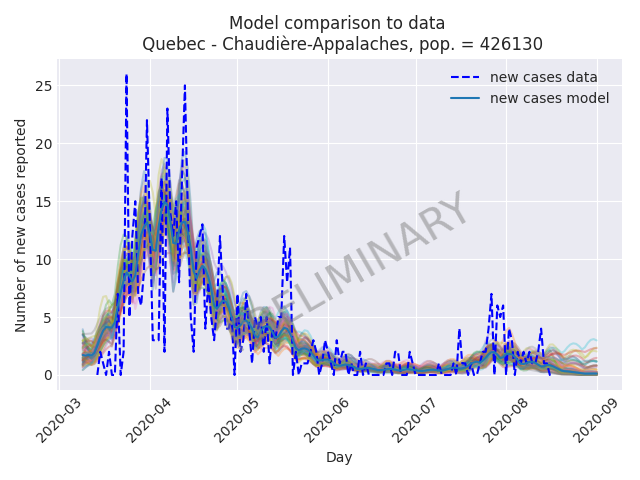 Model comparison to data
Quebec - Chaudière-Appalaches, pop. = 426130
Number of new cases reported
25
20
15
10
5
0
new cases data
new cases model
PRELIMINARY
2020-03
2020-04
2020-05
2020-06
2020-07
2020-08
2020-09
Day